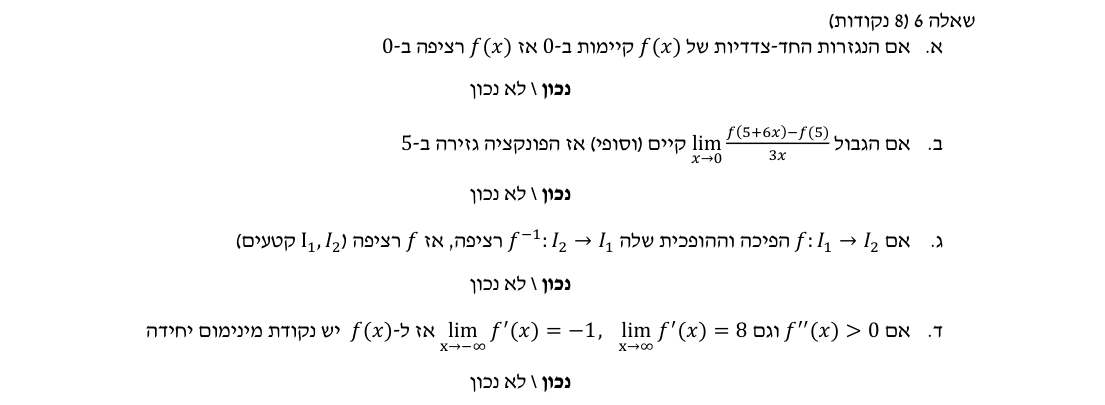 שאלה 6 (8 נקודות)
א. אם הנגזרות החד-צדדיות של f(x) קיימות ב-0 אז f(x) רציפה ב-0
נכון \ לא נכון
ב. אם הגבול lim x→0 (f(5+6x)−f(5))/(3x) קיים (וסופי) אז הפונקציה גזירה ב-5
נכון \ לא נכון
ג. אם f: I₁ → I₂ הפיכה וההופכית שלה f⁻¹: I₂ → I₁ רציפה, אז f רציפה (I₁, I₂ קטעים)
נכון \ לא נכון
ד. אם f′′(x) > 0 וגם lim x→∞ f′(x) = 8, lim x→−∞ f′(x) = −1 אז ל-f(x) יש נקודת מינימום יחידה
נכון \ לא נכון